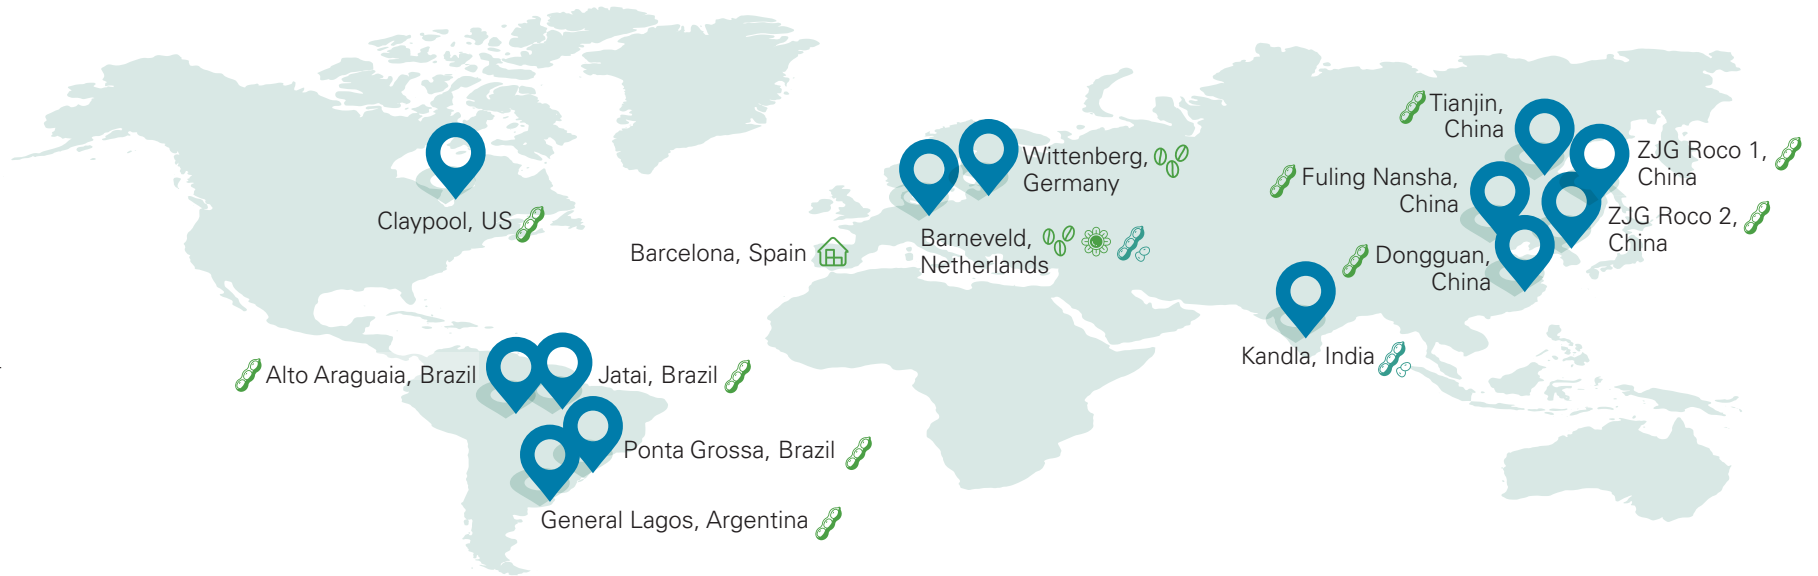 Claypool, US
Wittenberg,
Germany
Barcelona, Spain
Barneveld,
Netherlands
Tianjin,
China
ZJG Roco 1,
China
Fuling Nansha,
China
ZJG Roco 2,
China
Dongguan,
China
Kandla, India
Alto Araguaia, Brazil
Jatai, Brazil
Ponta Grossa, Brazil
General Lagos, Argentina